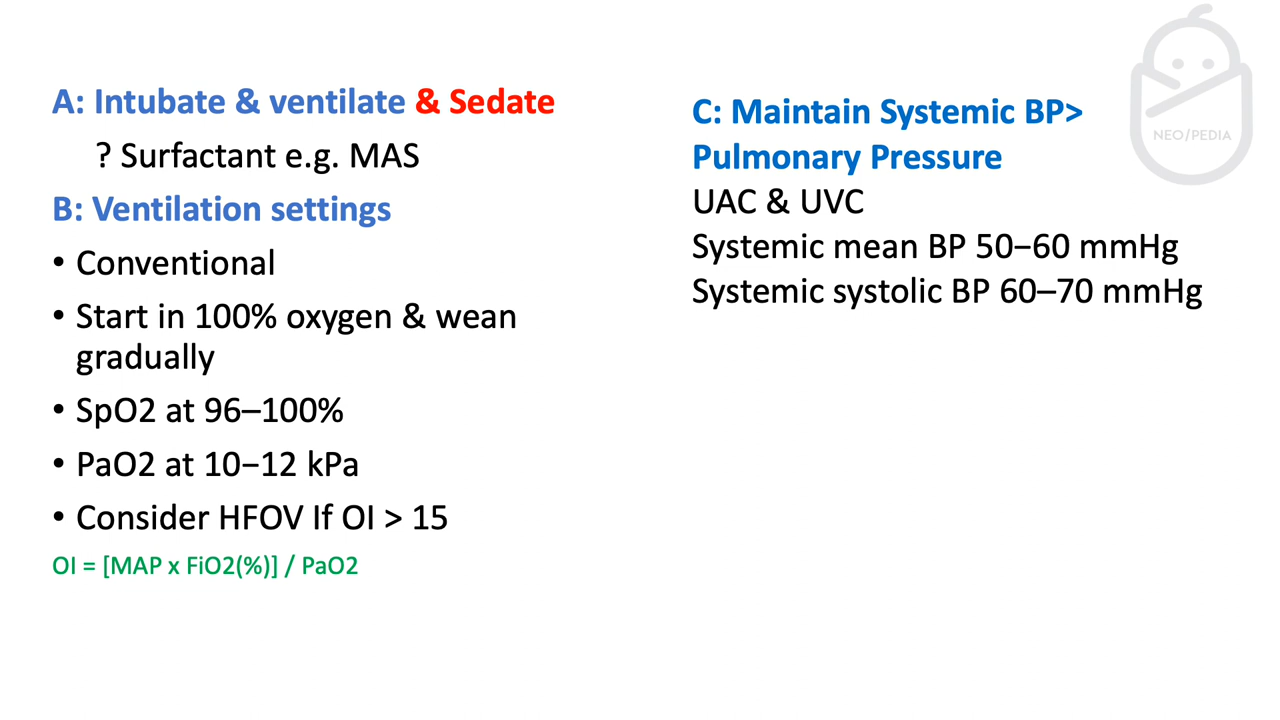 A: Intubate & ventilate & Sedate
? Surfactant e.g. MAS
B: Ventilation settings
• Conventional
• Start in 100% oxygen & wean
gradually
• SpO2 at 96–100%
• PaO2 at 10–12 kPa
• Consider HFOV If OI > 15
OI = [MAP x FiO2(%)] / PaO2
C: Maintain Systemic BP>
Pulmonary Pressure
UAC & UVC
Systemic mean BP 50–60 mmHg
Systemic systolic BP 60–70 mmHg
NEO/PEDIA